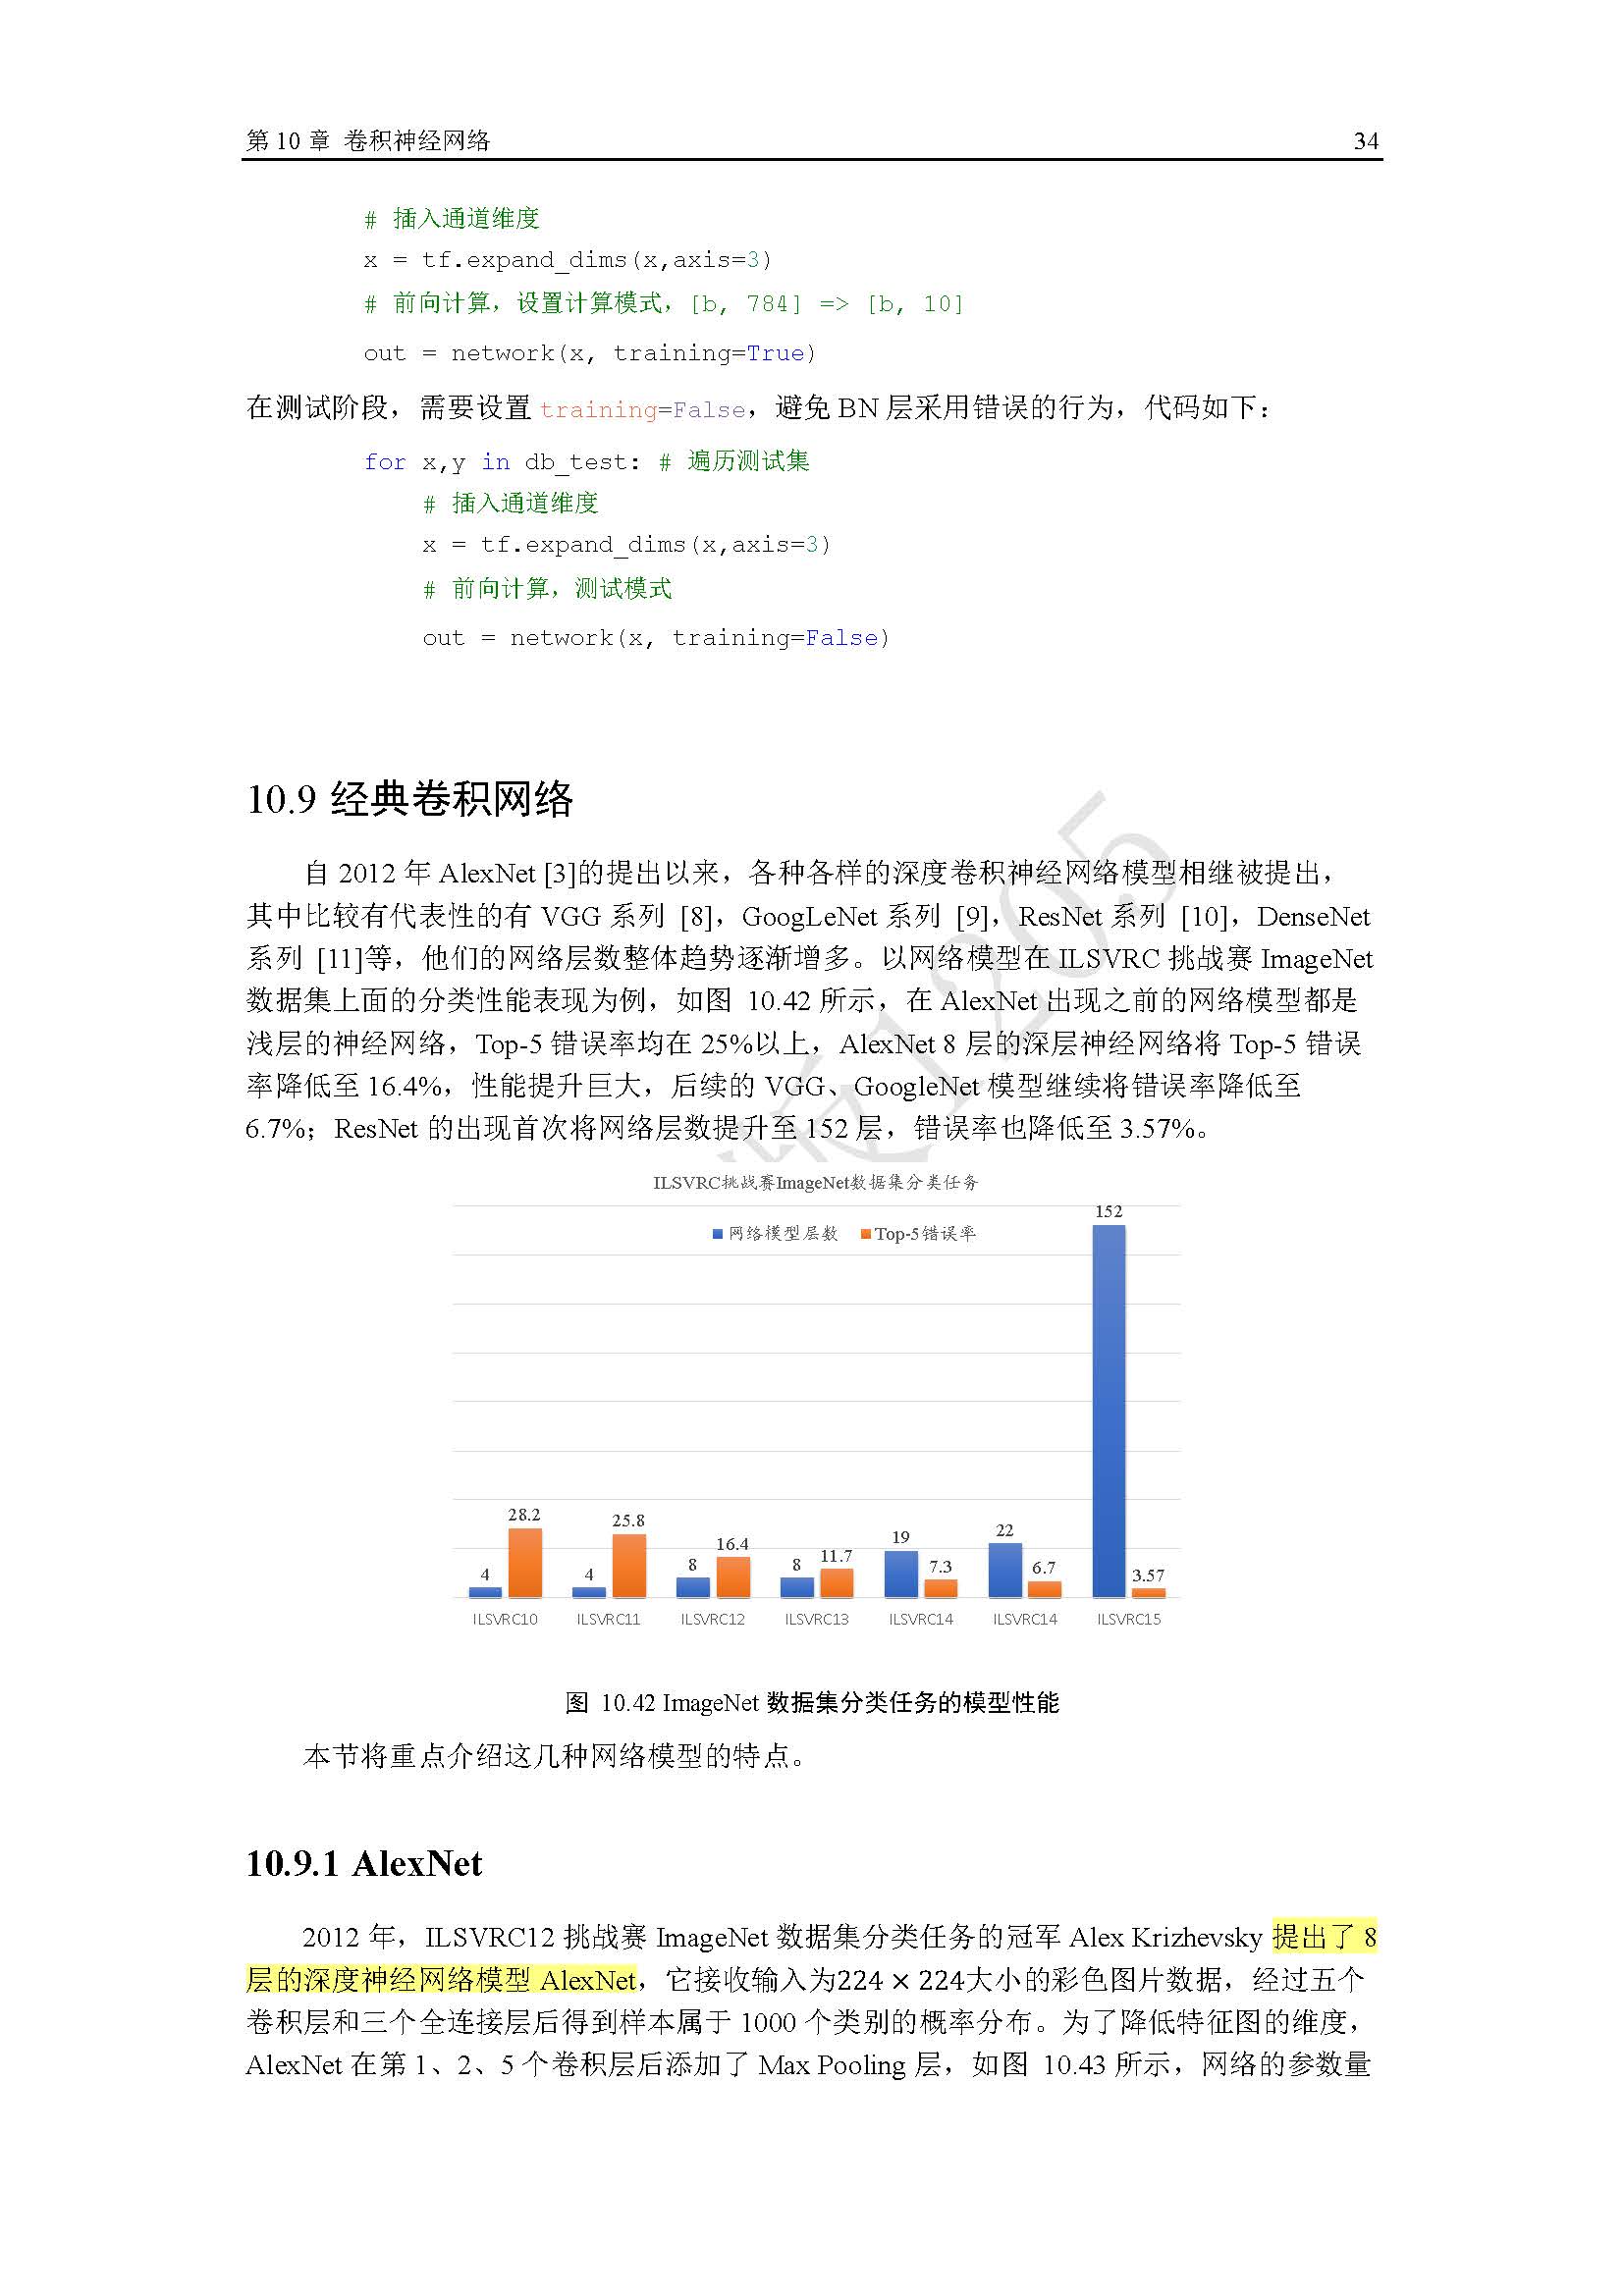 第 10 章 卷积神经网络 34
# 插入通道维度
x = tf.expand_dims(x,axis=3)
# 前向计算，设置计算模式，[b, 784] => [b, 10]
out = network(x, training=True)
在测试阶段，需要设置 training=False，避免 BN 层采用错误的行为，代码如下：
for x,y in db_test: # 遍历测试集
# 插入通道维度
x = tf.expand_dims(x,axis=3)
# 前向计算，测试模式
out = network(x, training=False)
10.9 经典卷积网络
自 2012 年 AlexNet [3]的提出以来，各种各样的深度卷积神经网络模型相继被提出，
其中比较有代表性的有 VGG 系列 [8]，GoogLeNet 系列 [9]，ResNet 系列 [10]，DenseNet
系列 [11]等，他们的网络层数整体趋势逐渐增多。以网络模型在 ILSVRC 挑战赛 ImageNet
数据集上面的分类性能表现为例，如图 10.42 所示，在 AlexNet 出现之前的网络模型都是
浅层的神经网络，Top-5 错误率均在 25%以上，AlexNet 8 层的深层神经网络将 Top-5 错误
率降低至 16.4%，性能提升巨大，后续的 VGG、GoogleNet 模型继续将错误率降低至
6.7%；ResNet 的出现首次将网络层数提升至 152 层，错误率也降低至 3.57%。
ILSVRC挑战赛ImageNet数据集分类任务
网络模型层数 Top-5错误率
4 28.2 4 25.8 8 16.4 8 11.7 19 7.3 22 6.7 152 3.57
ILSVRC10 ILSVRC11 ILSVRC12 ILSVRC13 ILSVRC14 ILSVRC14 ILSVRC15
图 10.42 ImageNet 数据集分类任务的模型性能
本节将重点介绍这几种网络模型的特点。
10.9.1 AlexNet
2012 年，ILSVRC12 挑战赛 ImageNet 数据集分类任务的冠军 Alex Krizhevsky 提出了 8
层的深度神经网络模型 AlexNet，它接收输入为224 × 224大小的彩色图片数据，经过五个
卷积层和三个全连接层后得到样本属于 1000 个类别的概率分布。为了降低特征图的维度，
AlexNet 在第 1、2、5 个卷积层后添加了 Max Pooling 层，如图 10.43 所示，网络的参数量
1205